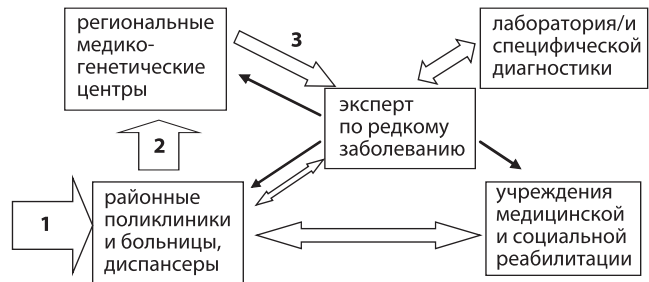 региональные
медико-
генетические
центры
3
лаборатория/и
специфической
диагностики
эксперт
по редкому
заболеванию
2
1
районные
поликлиники
и больницы,
диспансеры
учреждения
медицинской
и социальной
реабилитации